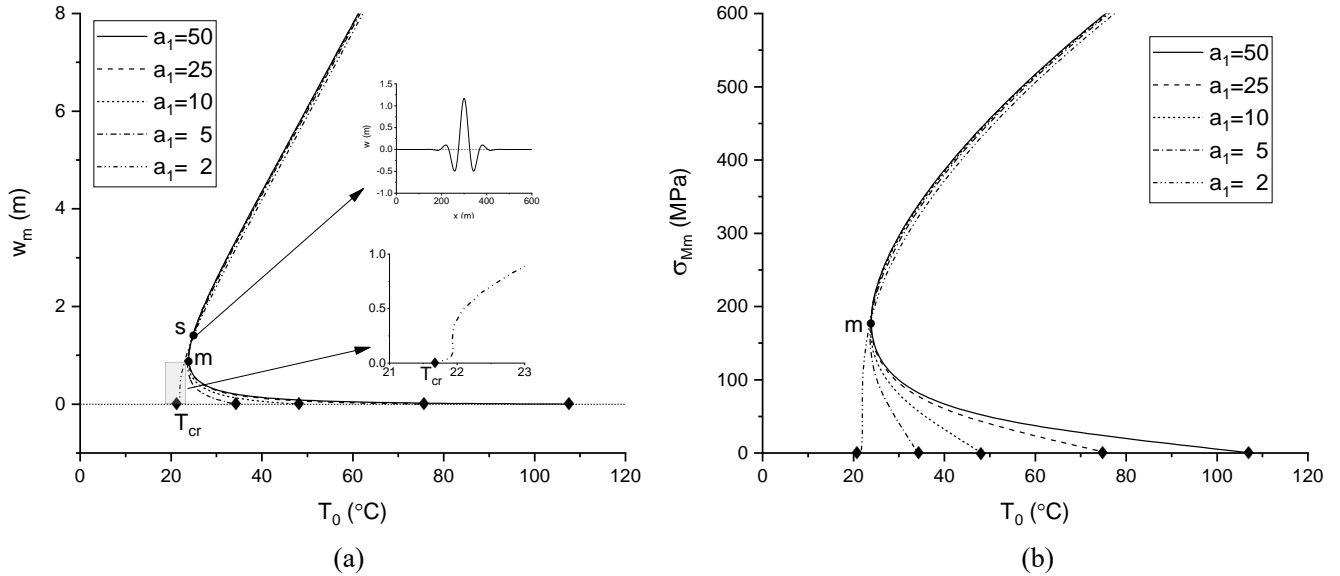 8
6
4
2
0
w_m (m)
a_1=50
a_1=25
a_1=10
a_1= 5
a_1= 2
1.5
1.0
0.5
0.0
-0.5
-1.0
w (m)
0 200 400 600
x (m)
1.0
0.5
0.0
21 22 23
T_cr
s
m
T_cr
0 20 40 60 80 100 120
T_0 (°C)
(a)
600
500
400
300
200
100
0
σ_Mm (MPa)
a_1=50
a_1=25
a_1=10
a_1= 5
a_1= 2
m
0 20 40 60 80 100 120
T_0 (°C)
(b)